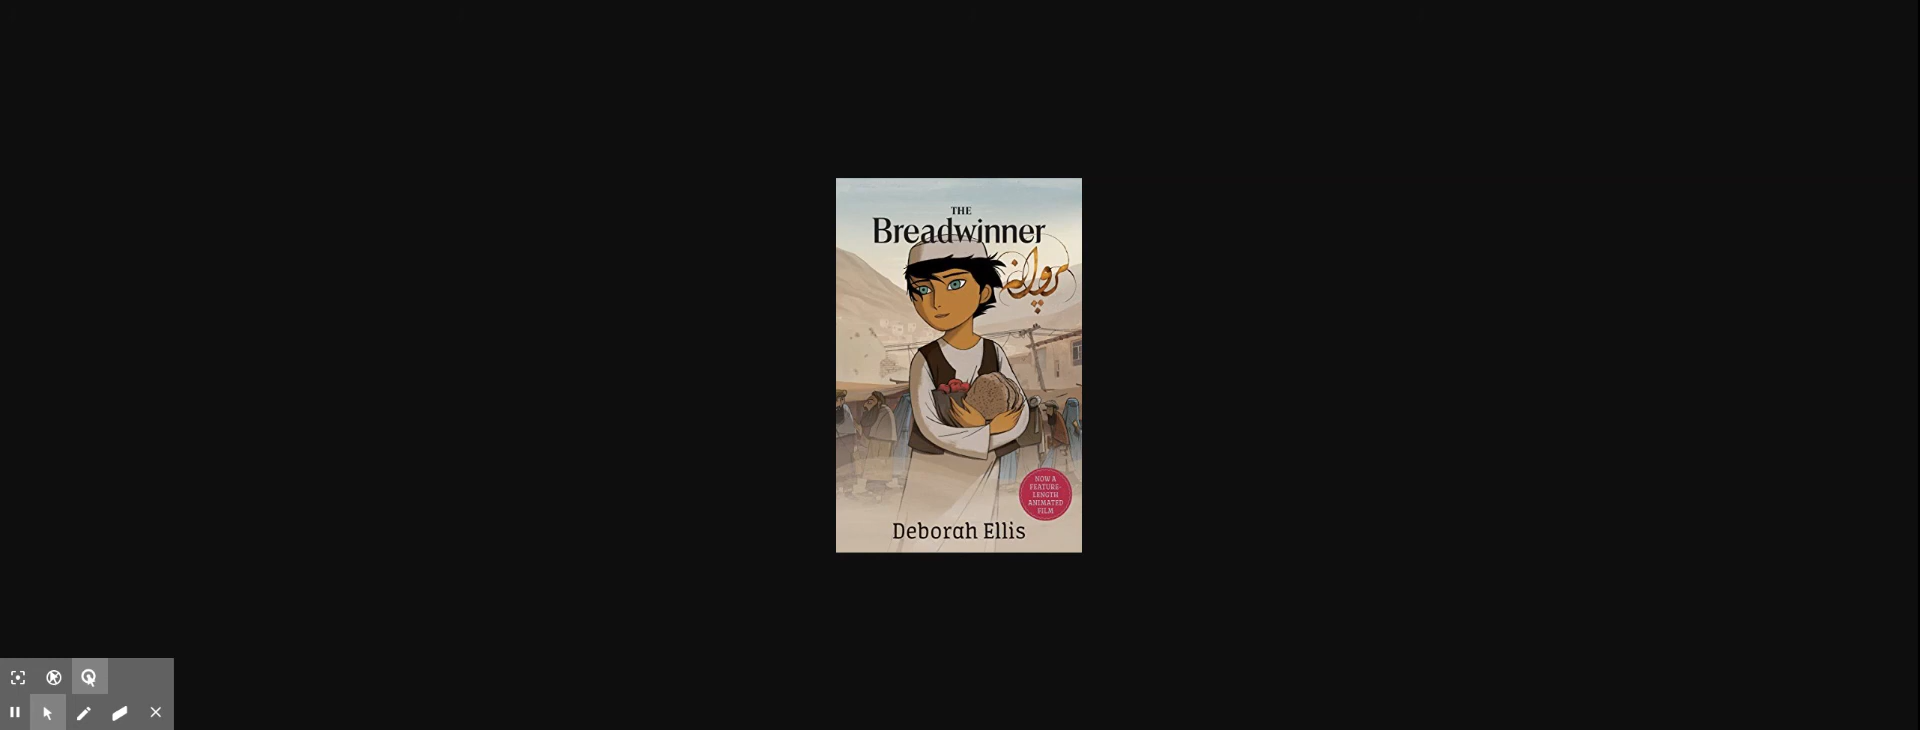 THE
Breadwinner
پروانه
NOW A
FEATURE-
LENGTH
ANIMATED
FILM
Deborah Ellis